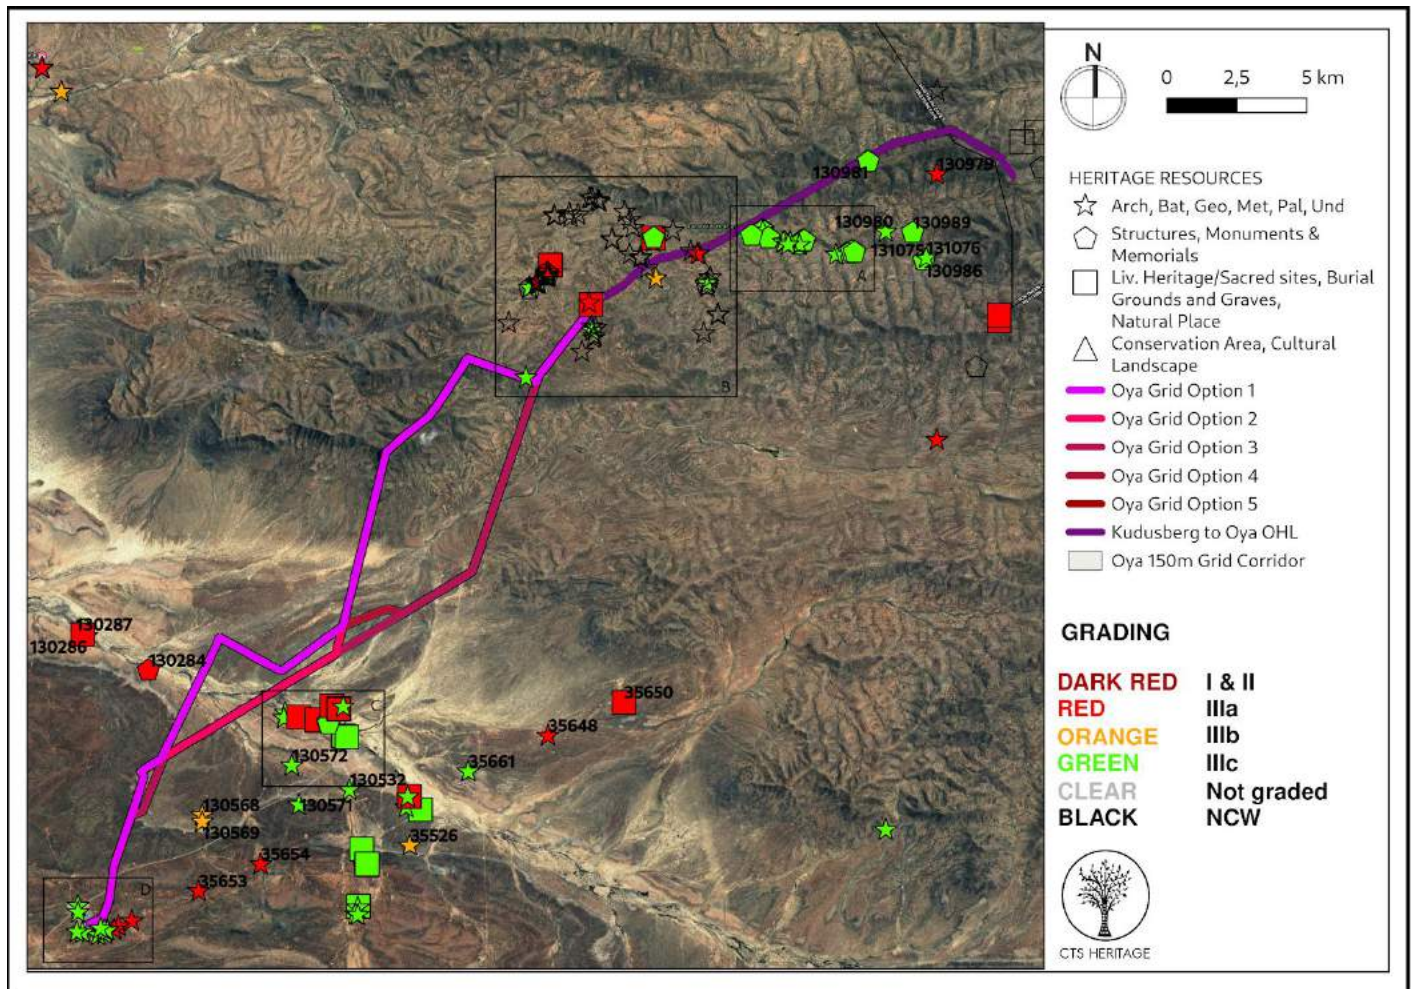 N
0 2,5 5 km
HERITAGE RESOURCES
Arch, Bat, Geo, Met, Pal, Und
Structures, Monuments &
Memorials
Liv. Heritage/Sacred sites, Burial
Grounds and Graves,
Natural Place
Conservation Area, Cultural
Landscape
Oya Grid Option 1
Oya Grid Option 2
Oya Grid Option 3
Oya Grid Option 4
Oya Grid Option 5
Kudusberg to Oya OHL
Oya 150m Grid Corridor
GRADING
DARK RED I & II
RED IIIa
ORANGE IIIb
GREEN IIIc
CLEAR Not graded
BLACK NCW
CTS HERITAGE
130981
130979
130980
130989
131075
131076
130986
A
B
130287
130286
130284
35650
C
35648
130572
35661
130532
130568
130571
130569
35526
35654
35653
D